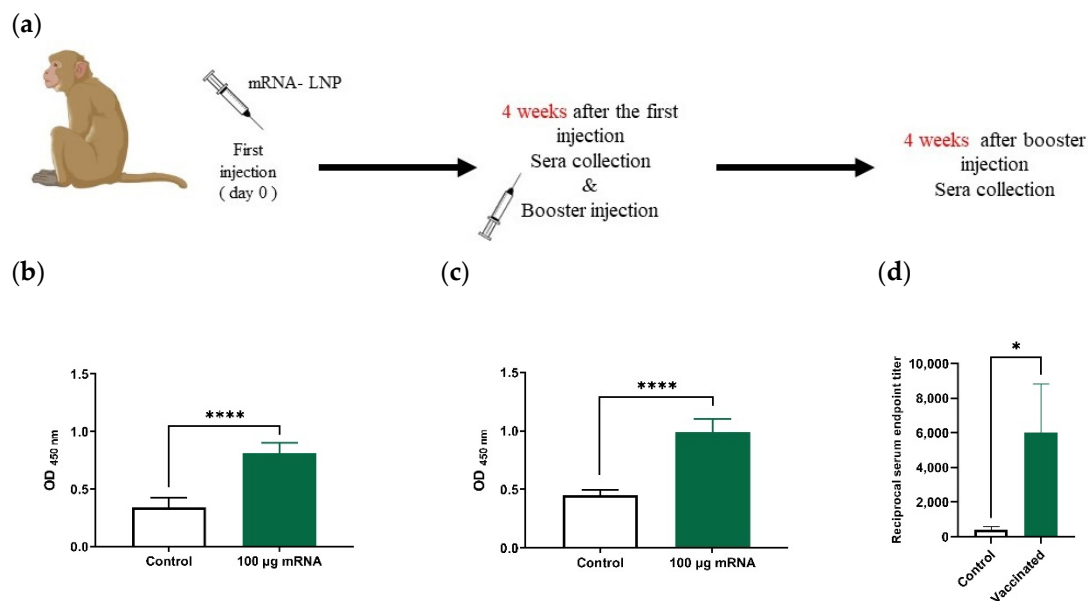 (a)
mRNA- LNP
First
injection
( day 0 )
4 weeks after the first
injection
Sera collection
&
Booster injection
4 weeks after booster
injection
Sera collection
(b)
1.5
1.0
0.5
0.0
OD 450 nm
****
Control
100 µg mRNA
(c)
1.5
1.0
0.5
0.0
OD 450 nm
****
Control
100 µg mRNA
(d)
10,000
8,000
6,000
4,000
2,000
0
Reciprocal serum endpoint titer
*
Control
Vaccinated